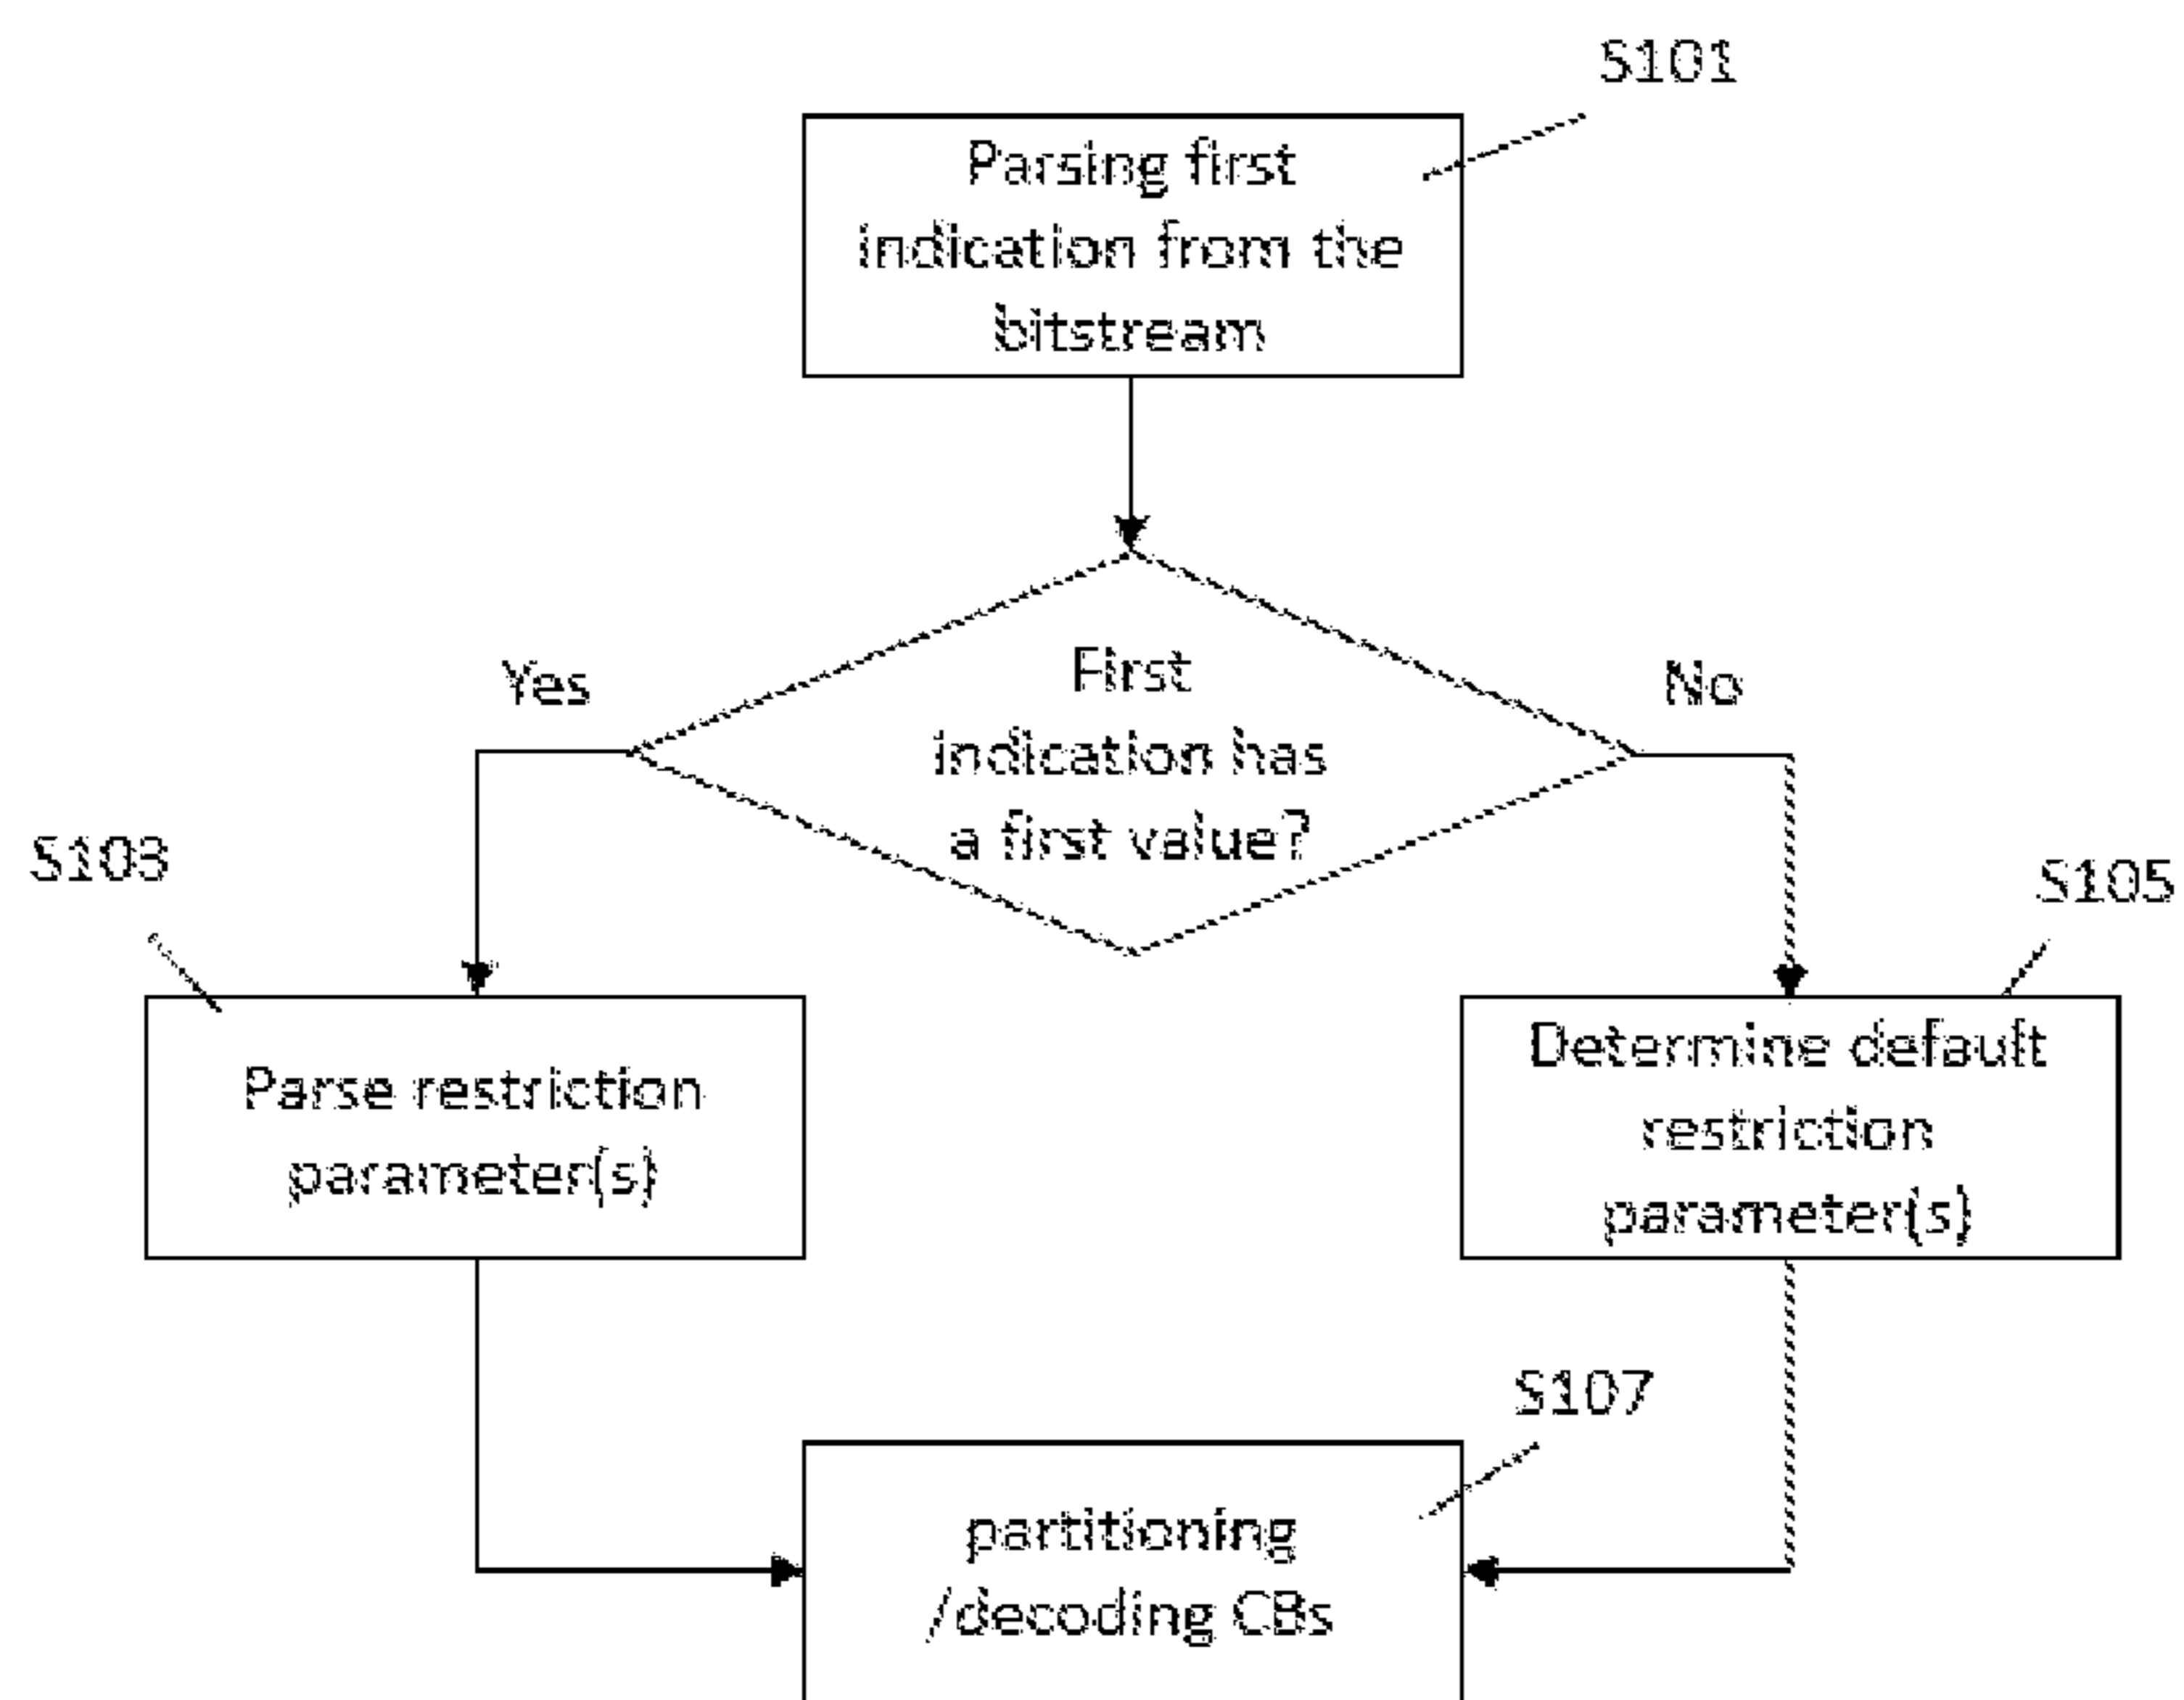 S101
Parsing first
indication from the
bitstream
First
indication has
a first value?
Yes
No
S103
S105
Parse restriction
parameter(s)
Determine default
restriction
parameter(s)
S107
partitioning
/decoding CBs